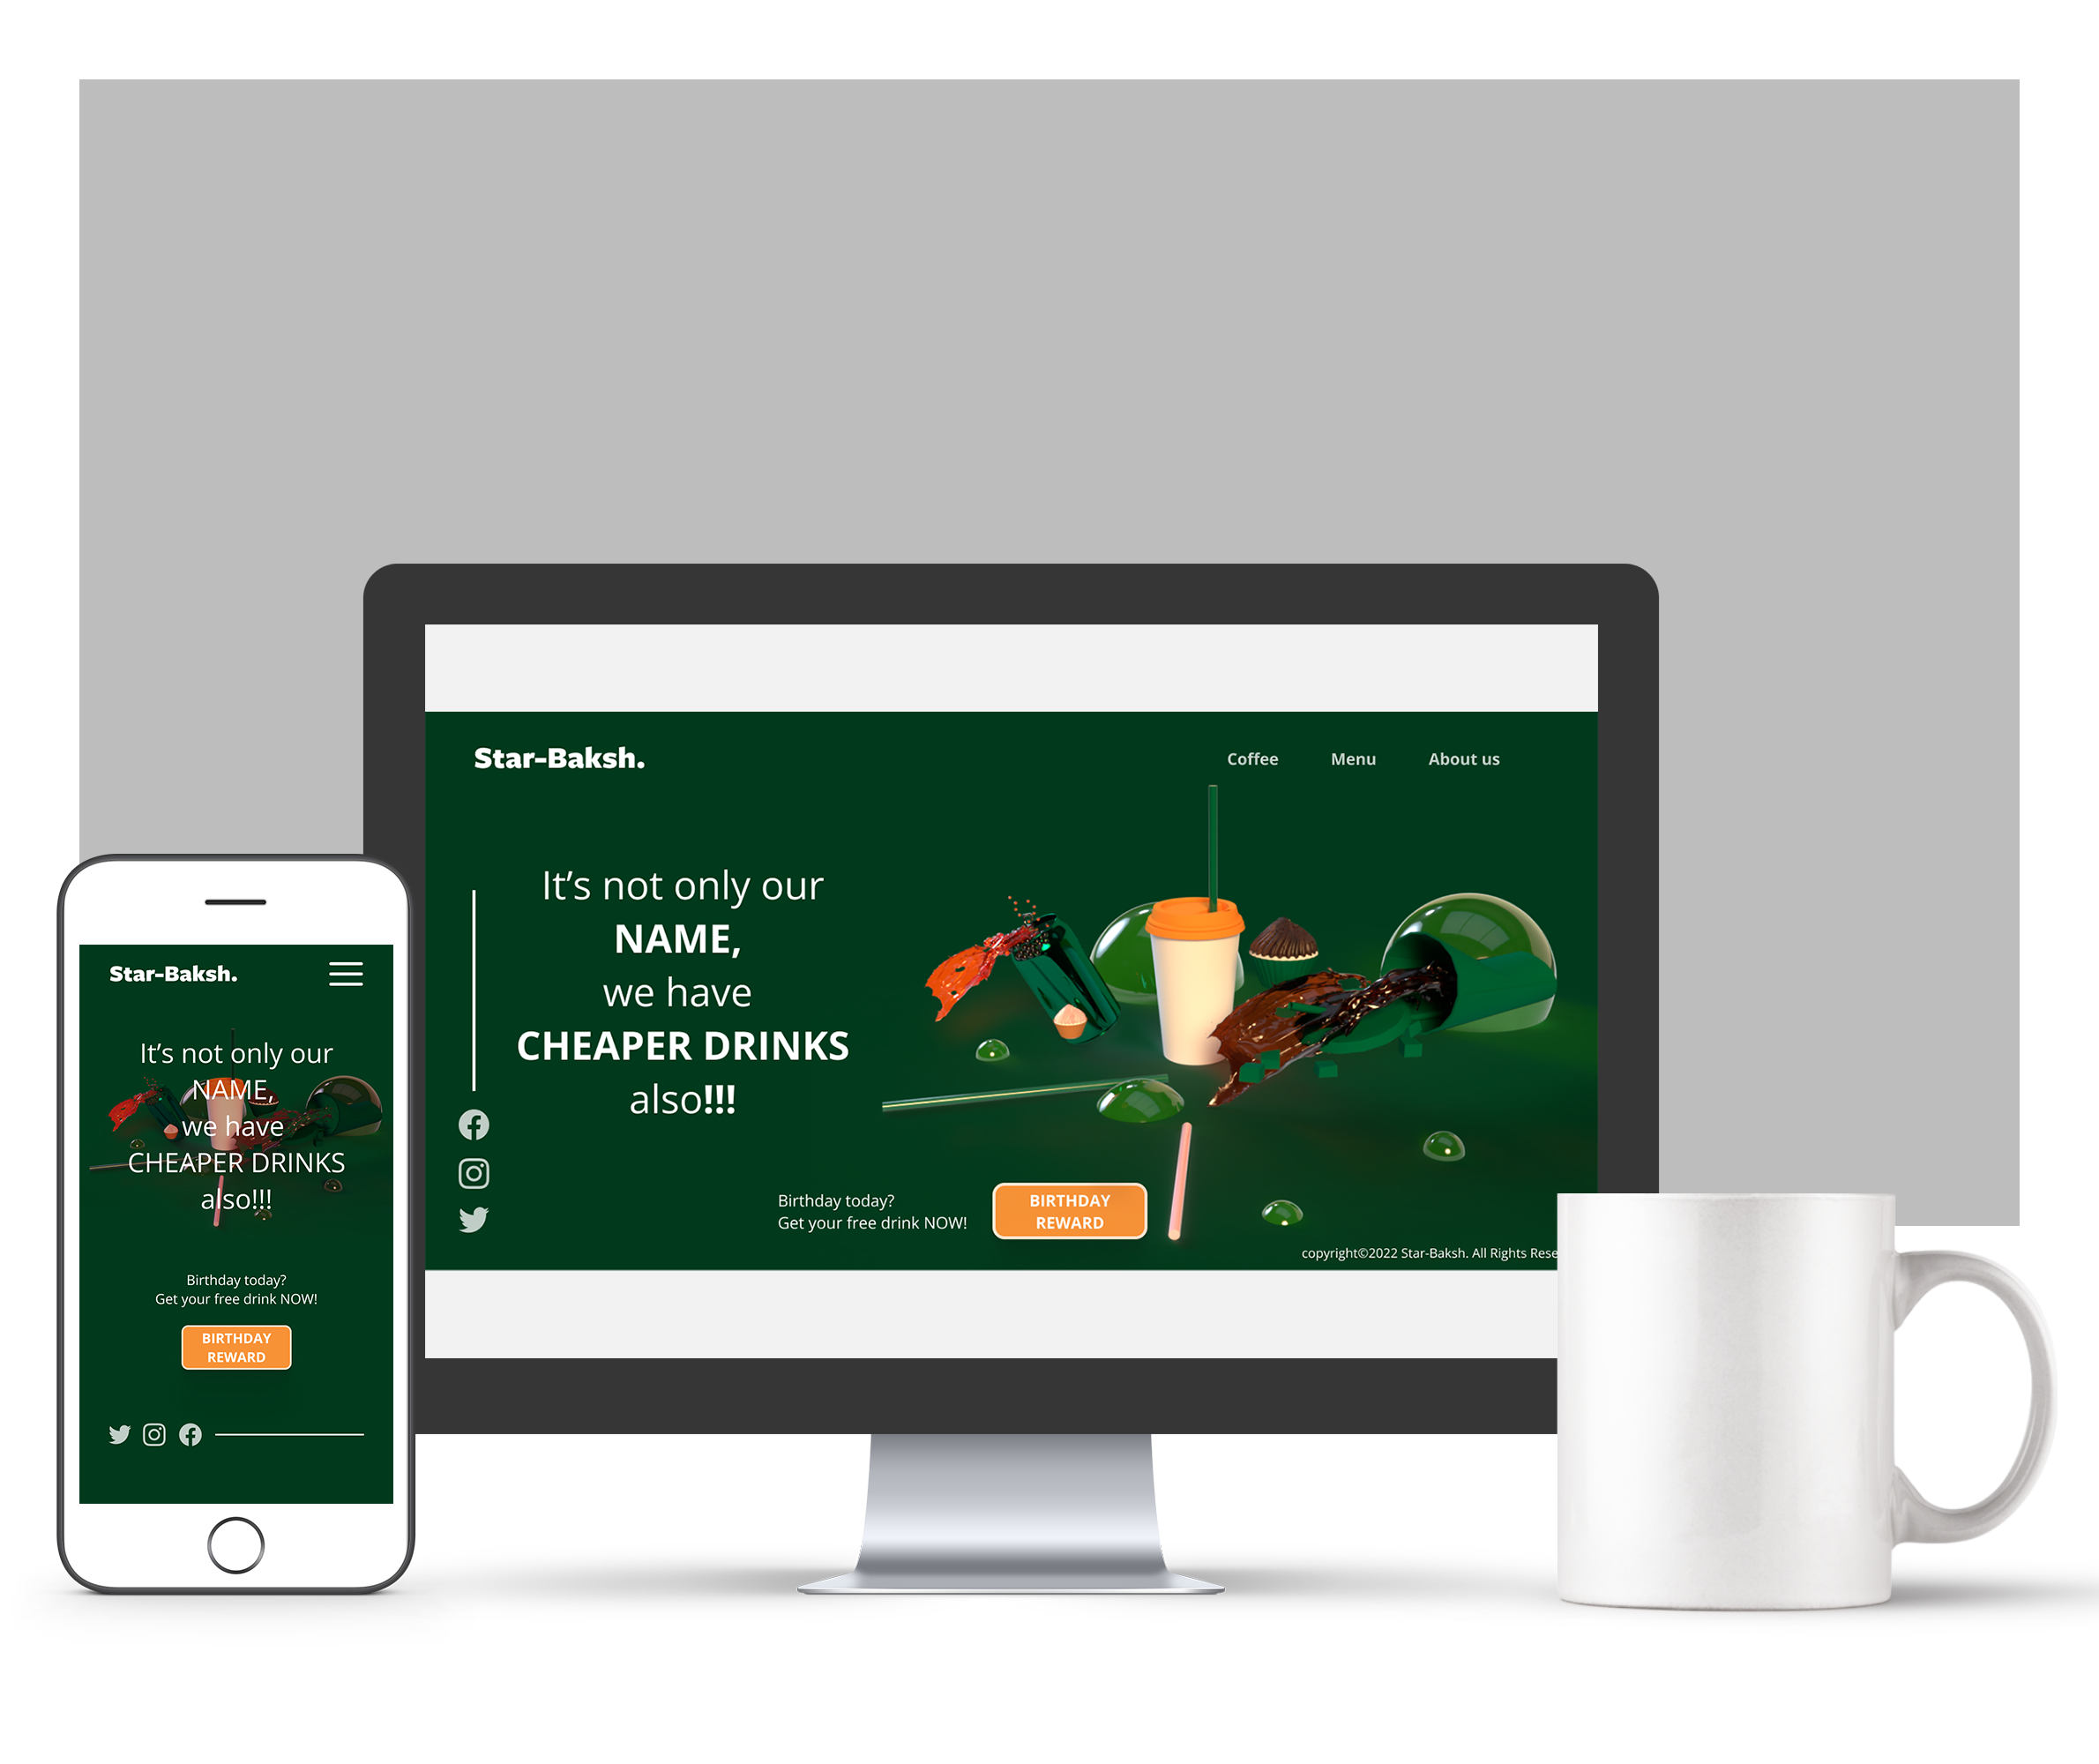 Star-Baksh.
Coffee Menu About us
It’s not only our
NAME,
we have
CHEAPER DRINKS
also!!!
Birthday today?
Get your free drink NOW!
BIRTHDAY
REWARD
copyright©2022 Star-Baksh. All Rights Rese
Star-Baksh.
It’s not only our
NAME,
we have
CHEAPER DRINKS
also!!!
Birthday today?
Get your free drink NOW!
BIRTHDAY
REWARD